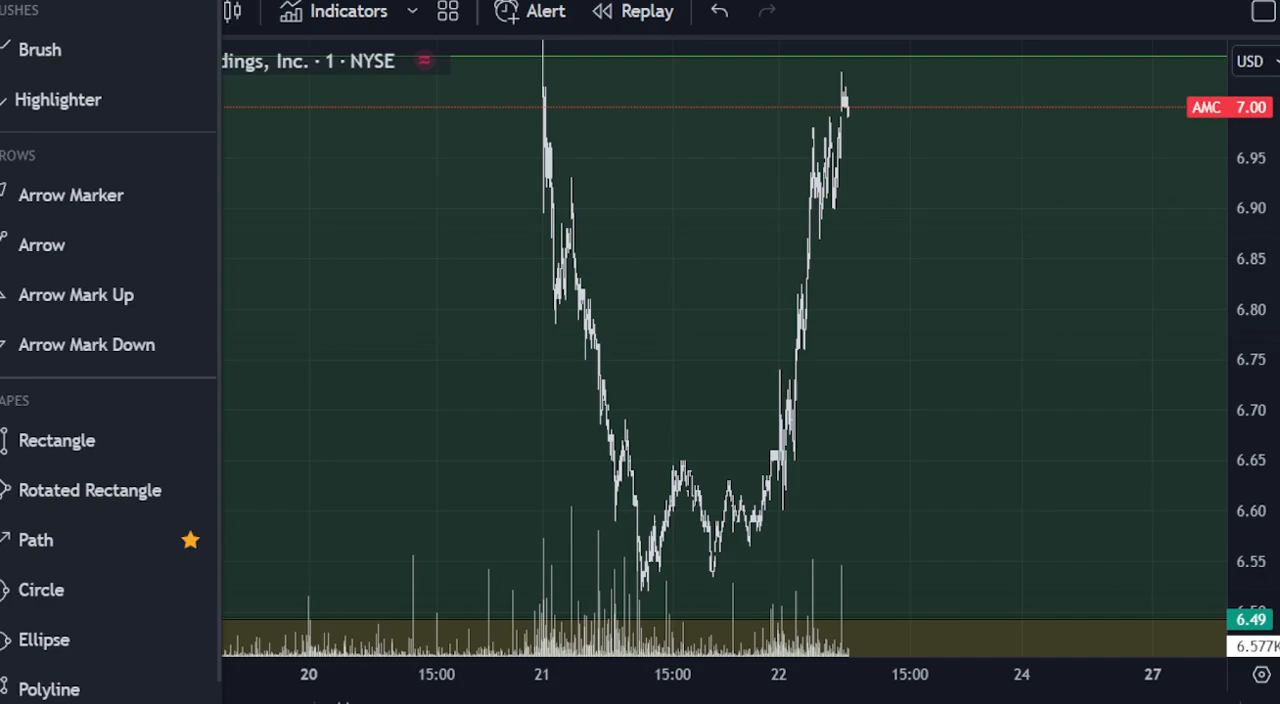 USHES
Indicators
Alert
Replay
Brush
dings, Inc. · 1 · NYSE
USD
Highlighter
AMC 7.00
ROWS
6.95
Arrow Marker
6.90
Arrow
6.85
Arrow Mark Up
6.80
Arrow Mark Down
6.75
APES
6.70
Rectangle
6.65
Rotated Rectangle
6.60
Path
6.55
Circle
6.49
Ellipse
6.577K
20 15:00 21 15:00 22 15:00 24 27
Polyline